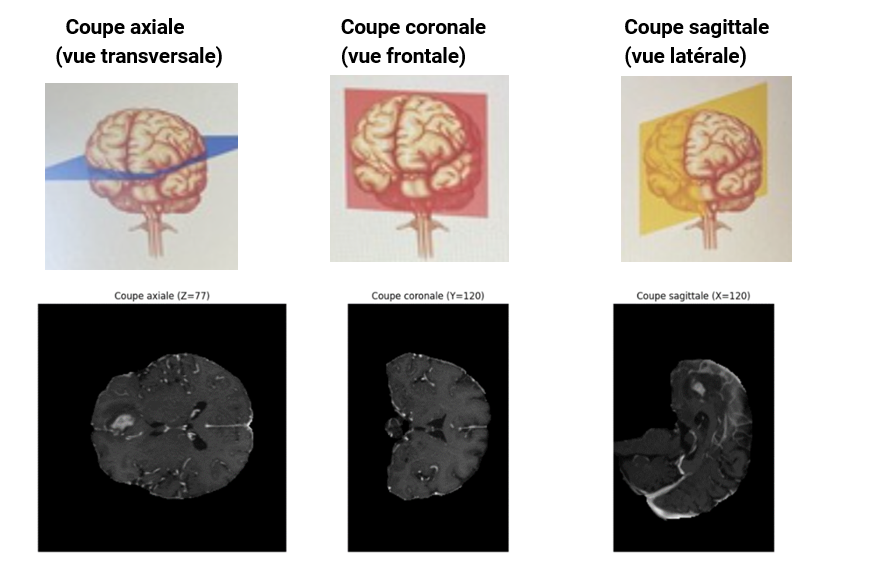 Coupe axiale
(vue transversale)
Coupe coronale
(vue frontale)
Coupe sagittale
(vue latérale)
Coupe axiale (Z=77)
Coupe coronale (Y=120)
Coupe sagittale (X=120)